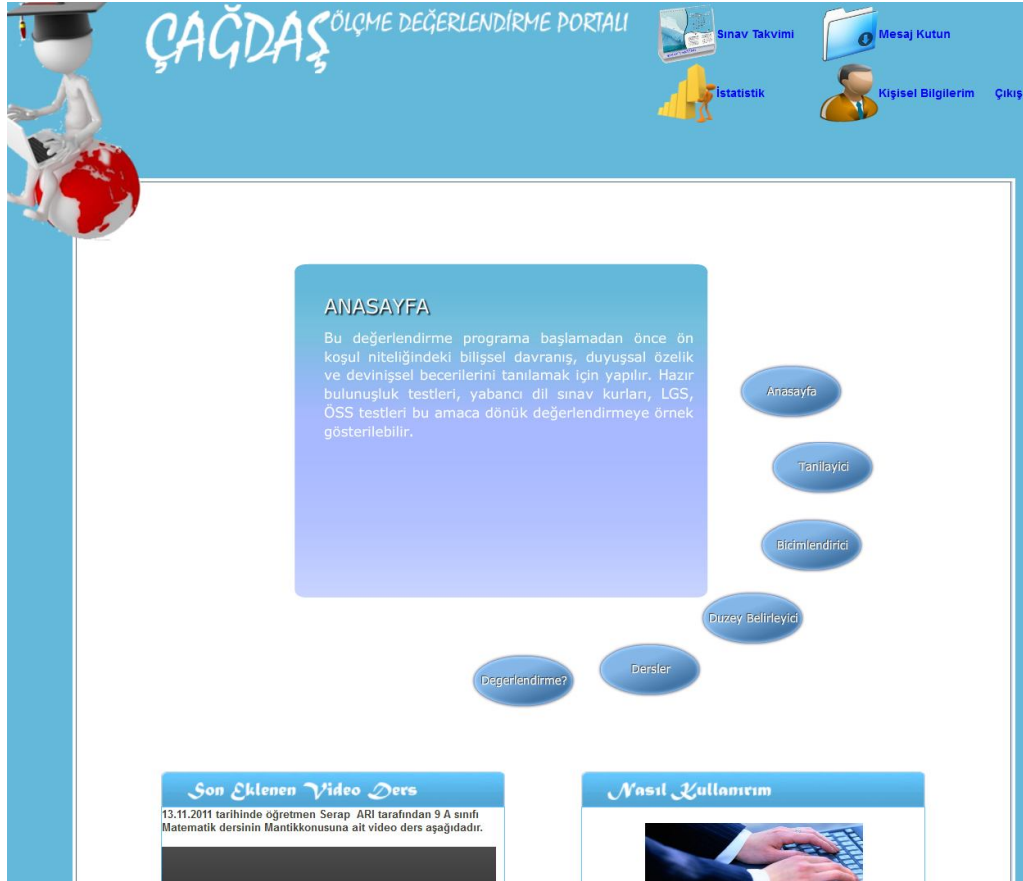 ÇAĞDAŞ ÖLÇME DEĞERLENDİRME PORTALI
Sınav Takvimi
Mesaj Kutun
İstatistik
Kişisel Bilgilerim
Çıkış
ANASAYFA
Bu değerlendirme programa başlamadan önce ön
koşul niteliğindeki bilişsel davranış, duyuşsal özelik
ve devinişsel becerilerini tanılamak için yapılır. Hazır
bulunuşluk testleri, yabancı dil sınav kurları, LGS,
ÖSS testleri bu amaca dönük değerlendirmeye örnek
gösterilebilir.
Anasayfa
Tanilayici
Bicimlendirici
Duzey Belirleyici
Dersler
Degerlendirme?
Son Eklenen Video Ders
13.11.2011 tarihinde öğretmen Serap ARI tarafından 9 A sınıfı
Matematik dersinin Mantikkonusuna ait video ders aşağıdadır.
Nasıl Kullanırım